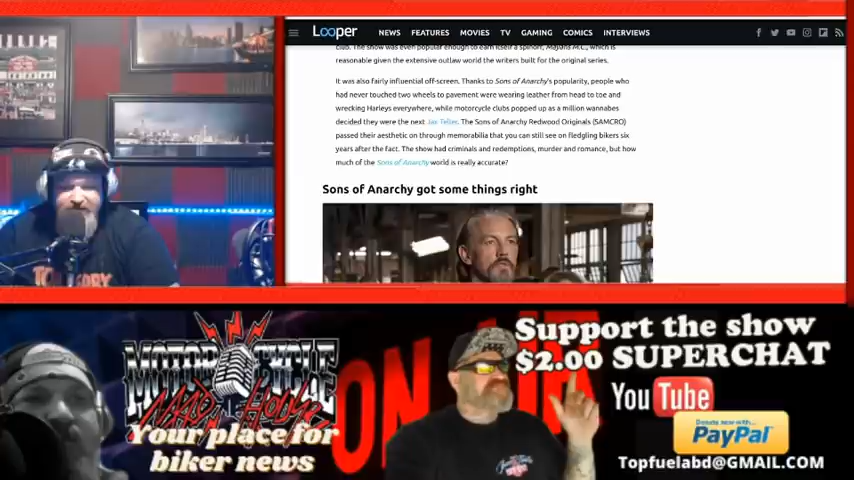 Looper NEWS FEATURES MOVIES TV GAMING COMICS INTERVIEWS
club. The show was even popular enough to earn itself a spinoff, Mayans M.C., which is
reasonable given the extensive outlaw world the writers built for the original series.
It was also fairly influential off-screen. Thanks to Sons of Anarchy's popularity, people who
had never touched two wheels to pavement were wearing leather from head to toe and
wrecking Harleys everywhere, while motorcycle clubs popped up as a million wannabes
decided they were the next Jax Teller. The Sons of Anarchy Redwood Originals (SAMCRO)
passed their aesthetic on through memorabilia that you can still see on fledgling bikers six
years after the fact. The show had criminals and redemptions, murder and romance, but how
much of the Sons of Anarchy world is really accurate?
Sons of Anarchy got some things right
MOTORCYCLE
MADHOUSE
Your place for
biker news
ON AIR
Support the show
$2.00 SUPERCHAT
YouTube
Donate now with...
PayPal
Topfuelabd@GMAIL.COM